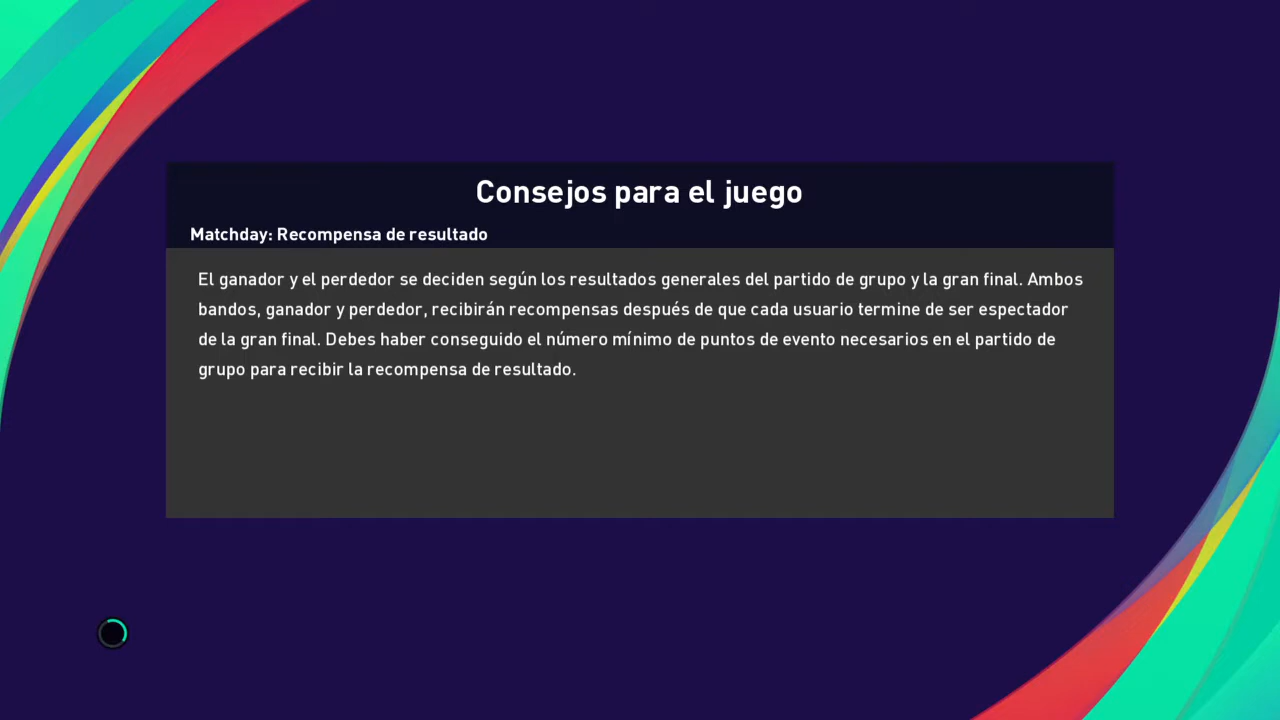 Consejos para el juego
Matchday: Recompensa de resultado
El ganador y el perdedor se deciden según los resultados generales del partido de grupo y la gran final. Ambos
bandos, ganador y perdedor, recibirán recompensas después de que cada usuario termine de ser espectador
de la gran final. Debes haber conseguido el número mínimo de puntos de evento necesarios en el partido de
grupo para recibir la recompensa de resultado.